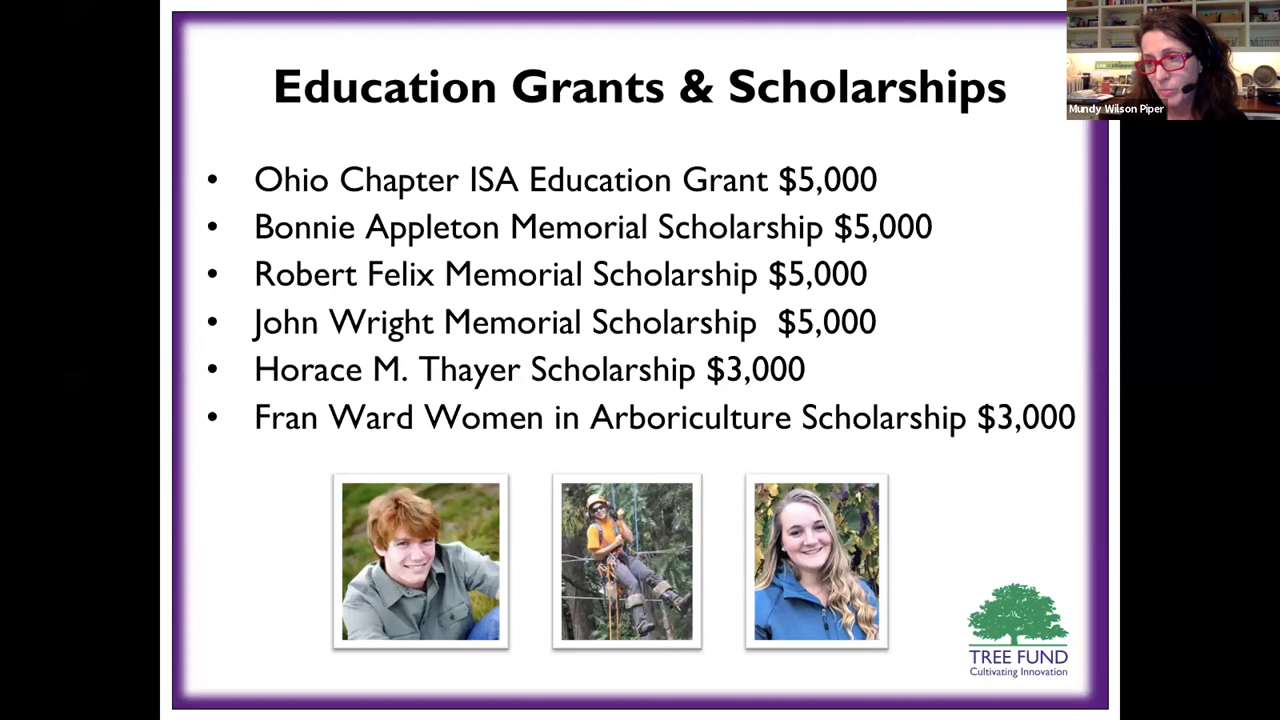 Education Grants & Scholarships
Mundy Wilson Piper
• Ohio Chapter ISA Education Grant $5,000
• Bonnie Appleton Memorial Scholarship $5,000
• Robert Felix Memorial Scholarship $5,000
• John Wright Memorial Scholarship $5,000
• Horace M. Thayer Scholarship $3,000
• Fran Ward Women in Arboriculture Scholarship $3,000
TREE FUND
Cultivating Innovation